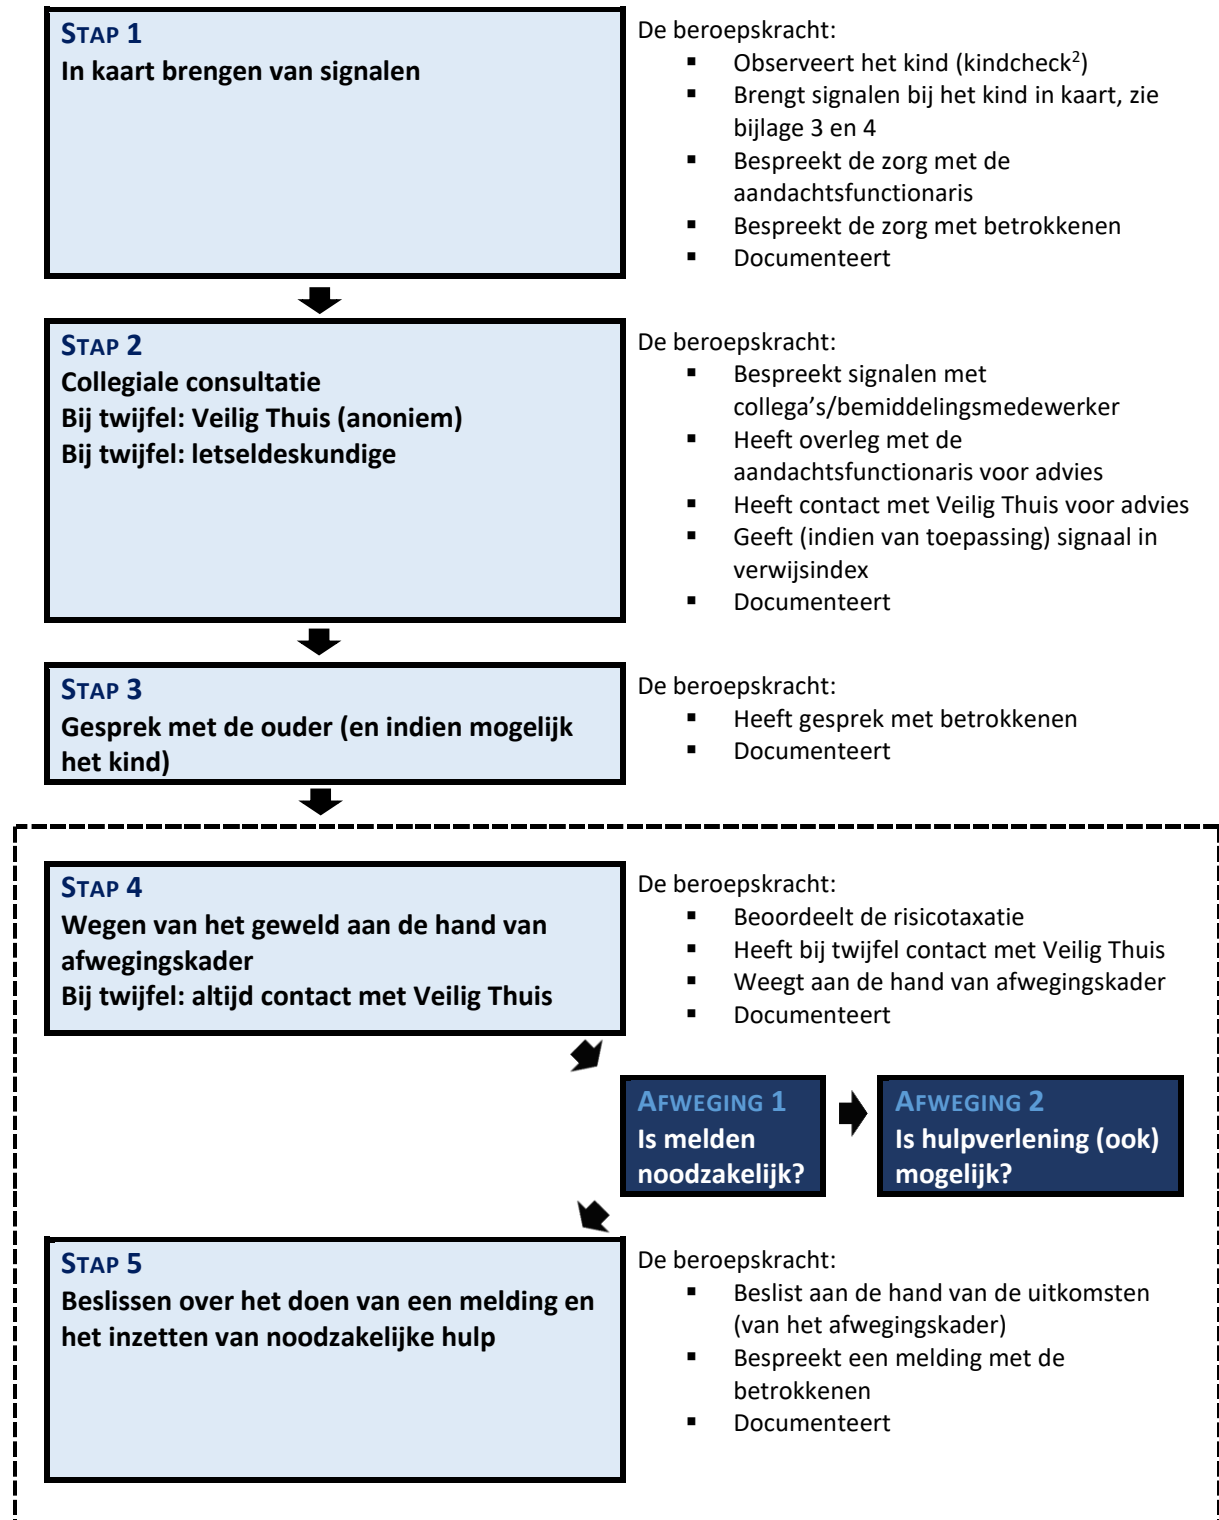 STAP 1
In kaart brengen van signalen
De beroepskracht:
▪ Observeert het kind (kindcheck²)
▪ Brengt signalen bij het kind in kaart, zie
bijlage 3 en 4
▪ Bespreekt de zorg met de
aandachtsfunctionaris
▪ Bespreekt de zorg met betrokkenen
▪ Documenteert
STAP 2
Collegiale consultatie
Bij twijfel: Veilig Thuis (anoniem)
Bij twijfel: letseldeskundige
De beroepskracht:
▪ Bespreekt signalen met
collega’s/bemiddelingsmedewerker
▪ Heeft overleg met de
aandachtsfunctionaris voor advies
▪ Heeft contact met Veilig Thuis voor advies
▪ Geeft (indien van toepassing) signaal in
verwijsindex
▪ Documenteert
STAP 3
Gesprek met de ouder (en indien mogelijk
het kind)
De beroepskracht:
▪ Heeft gesprek met betrokkenen
▪ Documenteert
STAP 4
Wegen van het geweld aan de hand van
afwegingskader
Bij twijfel: altijd contact met Veilig Thuis
De beroepskracht:
▪ Beoordeelt de risicotaxatie
▪ Heeft bij twijfel contact met Veilig Thuis
▪ Weegt aan de hand van afwegingskader
▪ Documenteert
AFWEGING 1
Is melden
noodzakelijk?
AFWEGING 2
Is hulpverlening (ook)
mogelijk?
STAP 5
Beslissen over het doen van een melding en
het inzetten van noodzakelijke hulp
De beroepskracht:
▪ Beslist aan de hand van de uitkomsten
(van het afwegingskader)
▪ Bespreekt een melding met de
betrokkenen
▪ Documenteert